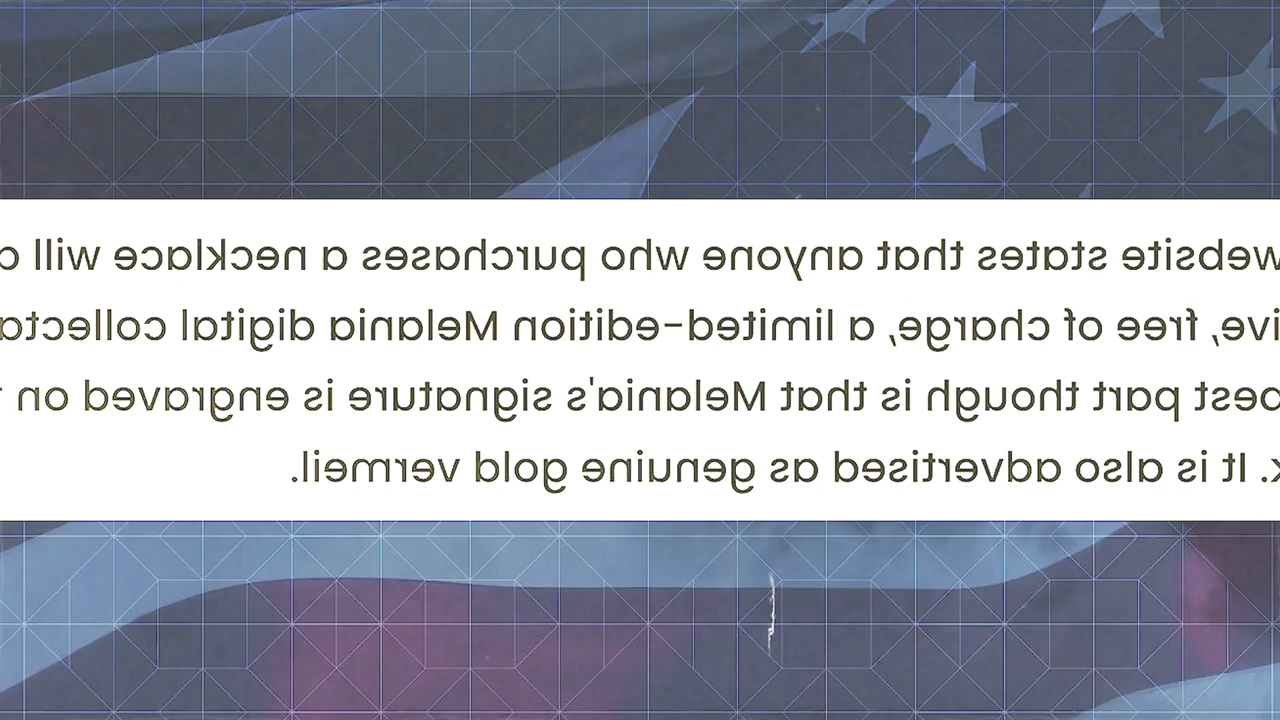 website states that anyone who purchases a necklace will
free of charge, a limited-edition Melania digital
part though is that Melania's signature is engraved on
It is also advertised as genuine gold vermeil.